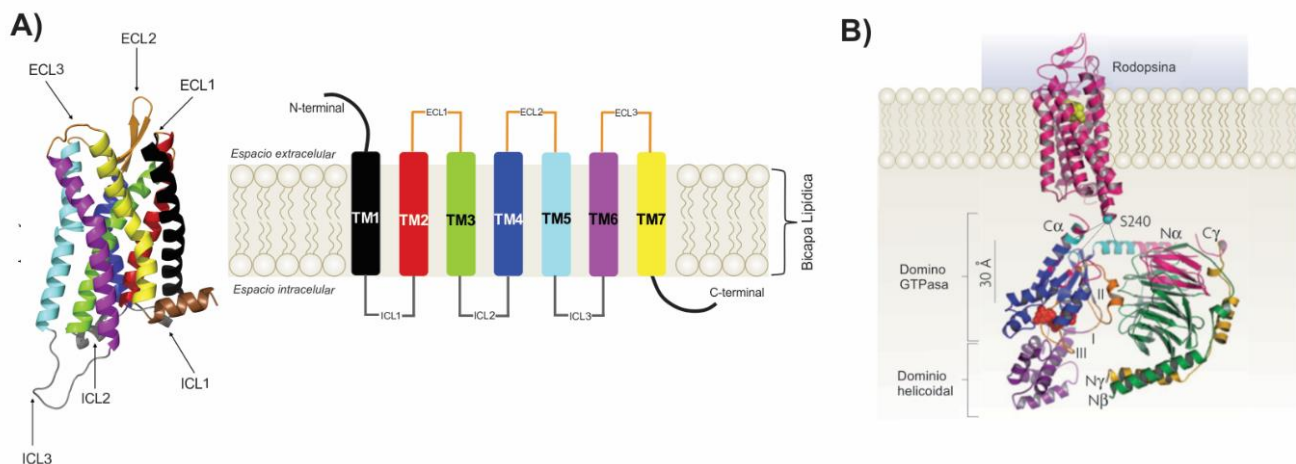 A)
ECL2
ECL3
ECL1
ICL2
ICL1
ICL3
N-terminal
ECL1
ECL2
ECL3
Espacio extracelular
TM1
TM2
TM3
TM4
TM5
TM6
TM7
Bicapa Lipídica
Espacio intracelular
ICL1
ICL2
ICL3
C-terminal
B)
Rodopsina
S240
Cα
Nα
Cγ
Domino
GTPasa
30 Å
II
I
III
Dominio
helicoidal
Nγ
Nβ